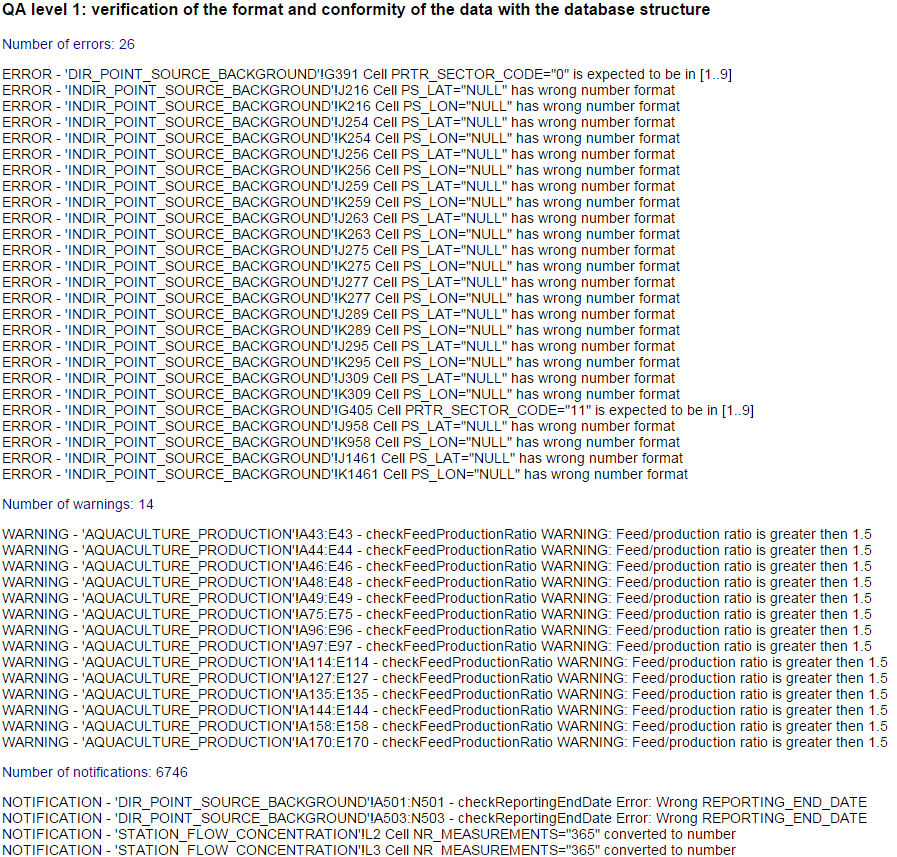 QA level 1: verification of the format and conformity of the data with the database structure
Number of errors: 26
ERROR - 'DIR_POINT_SOURCE_BACKGROUND'!G391 Cell PRTR_SECTOR_CODE="0" is expected to be in [1..9]
ERROR - 'INDIR_POINT_SOURCE_BACKGROUND'!J216 Cell PS_LAT="NULL" has wrong number format
ERROR - 'INDIR_POINT_SOURCE_BACKGROUND'!K216 Cell PS_LON="NULL" has wrong number format
ERROR - 'INDIR_POINT_SOURCE_BACKGROUND'!J254 Cell PS_LAT="NULL" has wrong number format
ERROR - 'INDIR_POINT_SOURCE_BACKGROUND'!K254 Cell PS_LON="NULL" has wrong number format
ERROR - 'INDIR_POINT_SOURCE_BACKGROUND'!J256 Cell PS_LAT="NULL" has wrong number format
ERROR - 'INDIR_POINT_SOURCE_BACKGROUND'!K256 Cell PS_LON="NULL" has wrong number format
ERROR - 'INDIR_POINT_SOURCE_BACKGROUND'!J259 Cell PS_LAT="NULL" has wrong number format
ERROR - 'INDIR_POINT_SOURCE_BACKGROUND'!K259 Cell PS_LON="NULL" has wrong number format
ERROR - 'INDIR_POINT_SOURCE_BACKGROUND'!J263 Cell PS_LAT="NULL" has wrong number format
ERROR - 'INDIR_POINT_SOURCE_BACKGROUND'!K263 Cell PS_LON="NULL" has wrong number format
ERROR - 'INDIR_POINT_SOURCE_BACKGROUND'!J275 Cell PS_LAT="NULL" has wrong number format
ERROR - 'INDIR_POINT_SOURCE_BACKGROUND'!K275 Cell PS_LON="NULL" has wrong number format
ERROR - 'INDIR_POINT_SOURCE_BACKGROUND'!J277 Cell PS_LAT="NULL" has wrong number format
ERROR - 'INDIR_POINT_SOURCE_BACKGROUND'!K277 Cell PS_LON="NULL" has wrong number format
ERROR - 'INDIR_POINT_SOURCE_BACKGROUND'!J289 Cell PS_LAT="NULL" has wrong number format
ERROR - 'INDIR_POINT_SOURCE_BACKGROUND'!K289 Cell PS_LON="NULL" has wrong number format
ERROR - 'INDIR_POINT_SOURCE_BACKGROUND'!J295 Cell PS_LAT="NULL" has wrong number format
ERROR - 'INDIR_POINT_SOURCE_BACKGROUND'!K295 Cell PS_LON="NULL" has wrong number format
ERROR - 'INDIR_POINT_SOURCE_BACKGROUND'!J309 Cell PS_LAT="NULL" has wrong number format
ERROR - 'INDIR_POINT_SOURCE_BACKGROUND'!K309 Cell PS_LON="NULL" has wrong number format
ERROR - 'INDIR_POINT_SOURCE_BACKGROUND'!G405 Cell PRTR_SECTOR_CODE="11" is expected to be in [1..9]
ERROR - 'INDIR_POINT_SOURCE_BACKGROUND'!J958 Cell PS_LAT="NULL" has wrong number format
ERROR - 'INDIR_POINT_SOURCE_BACKGROUND'!K958 Cell PS_LON="NULL" has wrong number format
ERROR - 'INDIR_POINT_SOURCE_BACKGROUND'!J1461 Cell PS_LAT="NULL" has wrong number format
ERROR - 'INDIR_POINT_SOURCE_BACKGROUND'!K1461 Cell PS_LON="NULL" has wrong number format
Number of warnings: 14
WARNING - 'AQUACULTURE_PRODUCTION'!A43:E43 - checkFeedProductionRatio WARNING: Feed/production ratio is greater then 1.5
WARNING - 'AQUACULTURE_PRODUCTION'!A44:E44 - checkFeedProductionRatio WARNING: Feed/production ratio is greater then 1.5
WARNING - 'AQUACULTURE_PRODUCTION'!A46:E46 - checkFeedProductionRatio WARNING: Feed/production ratio is greater then 1.5
WARNING - 'AQUACULTURE_PRODUCTION'!A48:E48 - checkFeedProductionRatio WARNING: Feed/production ratio is greater then 1.5
WARNING - 'AQUACULTURE_PRODUCTION'!A49:E49 - checkFeedProductionRatio WARNING: Feed/production ratio is greater then 1.5
WARNING - 'AQUACULTURE_PRODUCTION'!A75:E75 - checkFeedProductionRatio WARNING: Feed/production ratio is greater then 1.5
WARNING - 'AQUACULTURE_PRODUCTION'!A96:E96 - checkFeedProductionRatio WARNING: Feed/production ratio is greater then 1.5
WARNING - 'AQUACULTURE_PRODUCTION'!A97:E97 - checkFeedProductionRatio WARNING: Feed/production ratio is greater then 1.5
WARNING - 'AQUACULTURE_PRODUCTION'!A114:E114 - checkFeedProductionRatio WARNING: Feed/production ratio is greater then 1.5
WARNING - 'AQUACULTURE_PRODUCTION'!A127:E127 - checkFeedProductionRatio WARNING: Feed/production ratio is greater then 1.5
WARNING - 'AQUACULTURE_PRODUCTION'!A135:E135 - checkFeedProductionRatio WARNING: Feed/production ratio is greater then 1.5
WARNING - 'AQUACULTURE_PRODUCTION'!A144:E144 - checkFeedProductionRatio WARNING: Feed/production ratio is greater then 1.5
WARNING - 'AQUACULTURE_PRODUCTION'!A158:E158 - checkFeedProductionRatio WARNING: Feed/production ratio is greater then 1.5
WARNING - 'AQUACULTURE_PRODUCTION'!A170:E170 - checkFeedProductionRatio WARNING: Feed/production ratio is greater then 1.5
Number of notifications: 6746
NOTIFICATION - 'DIR_POINT_SOURCE_BACKGROUND'!A501:N501 - checkReportingEndDate Error: Wrong REPORTING_END_DATE
NOTIFICATION - 'DIR_POINT_SOURCE_BACKGROUND'!A503:N503 - checkReportingEndDate Error: Wrong REPORTING_END_DATE
NOTIFICATION - 'STATION_FLOW_CONCENTRATION'!L2 Cell NR_MEASUREMENTS="365" converted to number
NOTIFICATION - 'STATION_FLOW_CONCENTRATION'!L3 Cell NR_MEASUREMENTS="365" converted to number